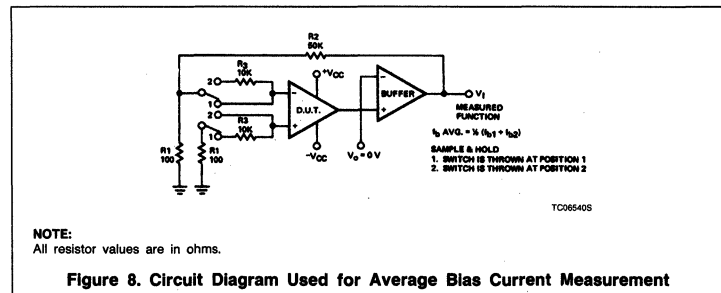 R2
50K
R3
10K
2
1
2
1
R3
10K
R1
100
R1
100
+VCC
D.U.T.
−VCC
VO = 0 V
BUFFER
VI
MEASURED
FUNCTION
Ib AVG. = ½ (Ib1 + Ib2)
SAMPLE & HOLD
1. SWITCH IS THROWN AT POSITION 1
2. SWITCH IS THROWN AT POSITION 2
TC06540S
NOTE:
All resistor values are in ohms.
Figure 8. Circuit Diagram Used for Average Bias Current Measurement